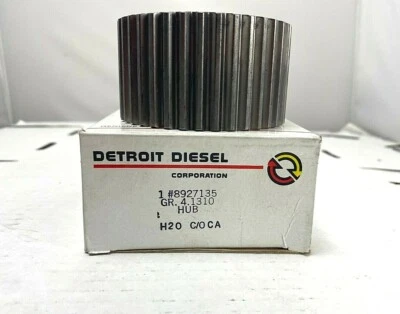 DETROIT DIESEL
CORPORATION
1 #8927135
GR. 4.1310
HUB
H20 C/O CA